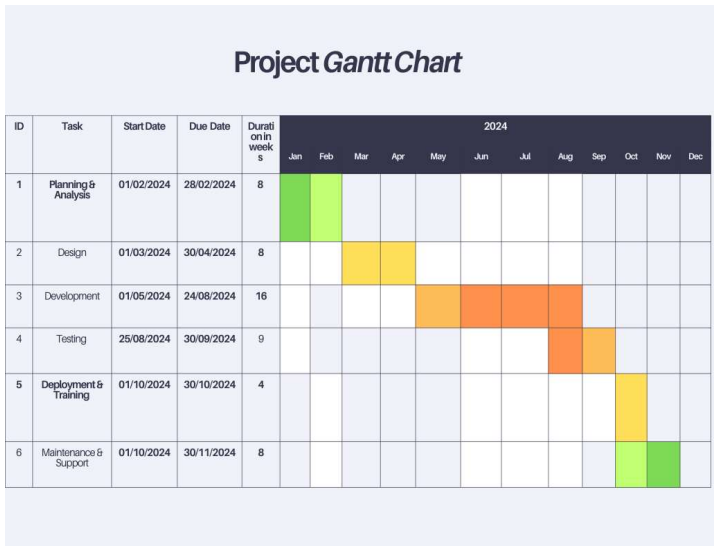 Project Gantt Chart
ID Task Start Date Due Date Durati 2024
on in
week
s Jan Feb Mar Apr May Jun Jul Aug Sep Oct Nov Dec
1 Planning & 01/02/2024 28/02/2024 8
Analysis
2 Design 01/03/2024 30/04/2024 8
3 Development 01/05/2024 24/08/2024 16
4 Testing 25/08/2024 30/09/2024 9
5 Deployment & 01/10/2024 30/10/2024 4
Training
6 Maintenance & 01/10/2024 30/11/2024 8
Support